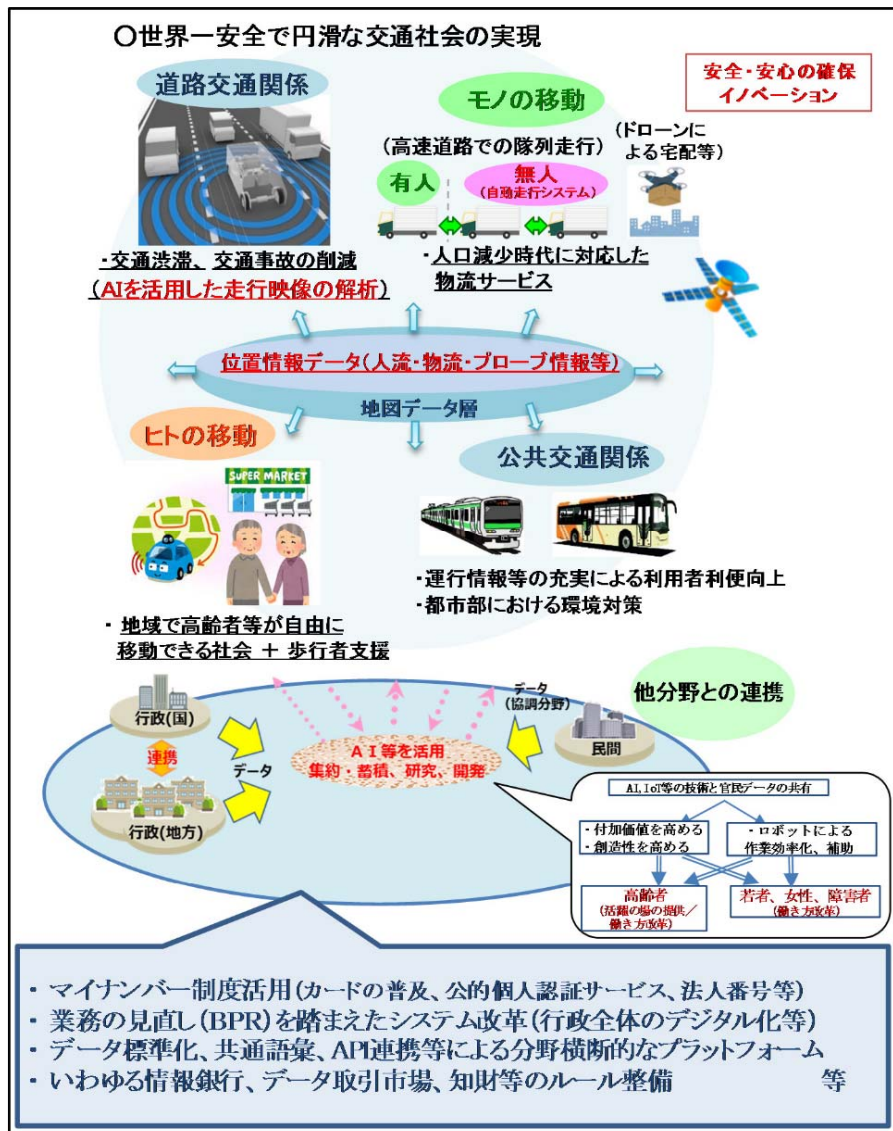 〇世界一安全で円滑な交通社会の実現
安全・安心の確保
イノベーション
道路交通関係
・交通渋滞、交通事故の削減
(AIを活用した走行映像の解析)
モノの移動
(高速道路での隊列走行)
(ドローンに
よる宅配等)
有人
無人
(自動走行システム)
・人口減少時代に対応した
物流サービス
位置情報データ(人流・物流・プローブ情報等)
地図データ層
ヒトの移動
SUPER MARKET
・地域で高齢者等が自由に
移動できる社会 + 歩行者支援
公共交通関係
・運行情報等の充実による利用者利便向上
・都市部における環境対策
他分野との連携
行政(国)
連携
行政(地方)
データ
AI等を活用
集約・蓄積、研究、開発
データ
(協調分野)
民間
AI、IoT等の技術と官民データの共有
・付加価値を高める
・創造性を高める
・ロボットによる
作業効率化、補助
高齢者
(活躍の場の提供/
働き方改革)
若者、女性、障害者
(働き方改革)
・マイナンバー制度活用(カードの普及、公的個人認証サービス、法人番号等)
・業務の見直し(BPR)を踏まえたシステム改革(行政全体のデジタル化等)
・データ標準化、共通語彙、API連携等による分野横断的なプラットフォーム
・いわゆる情報銀行、データ取引市場、知財等のルール整備 等